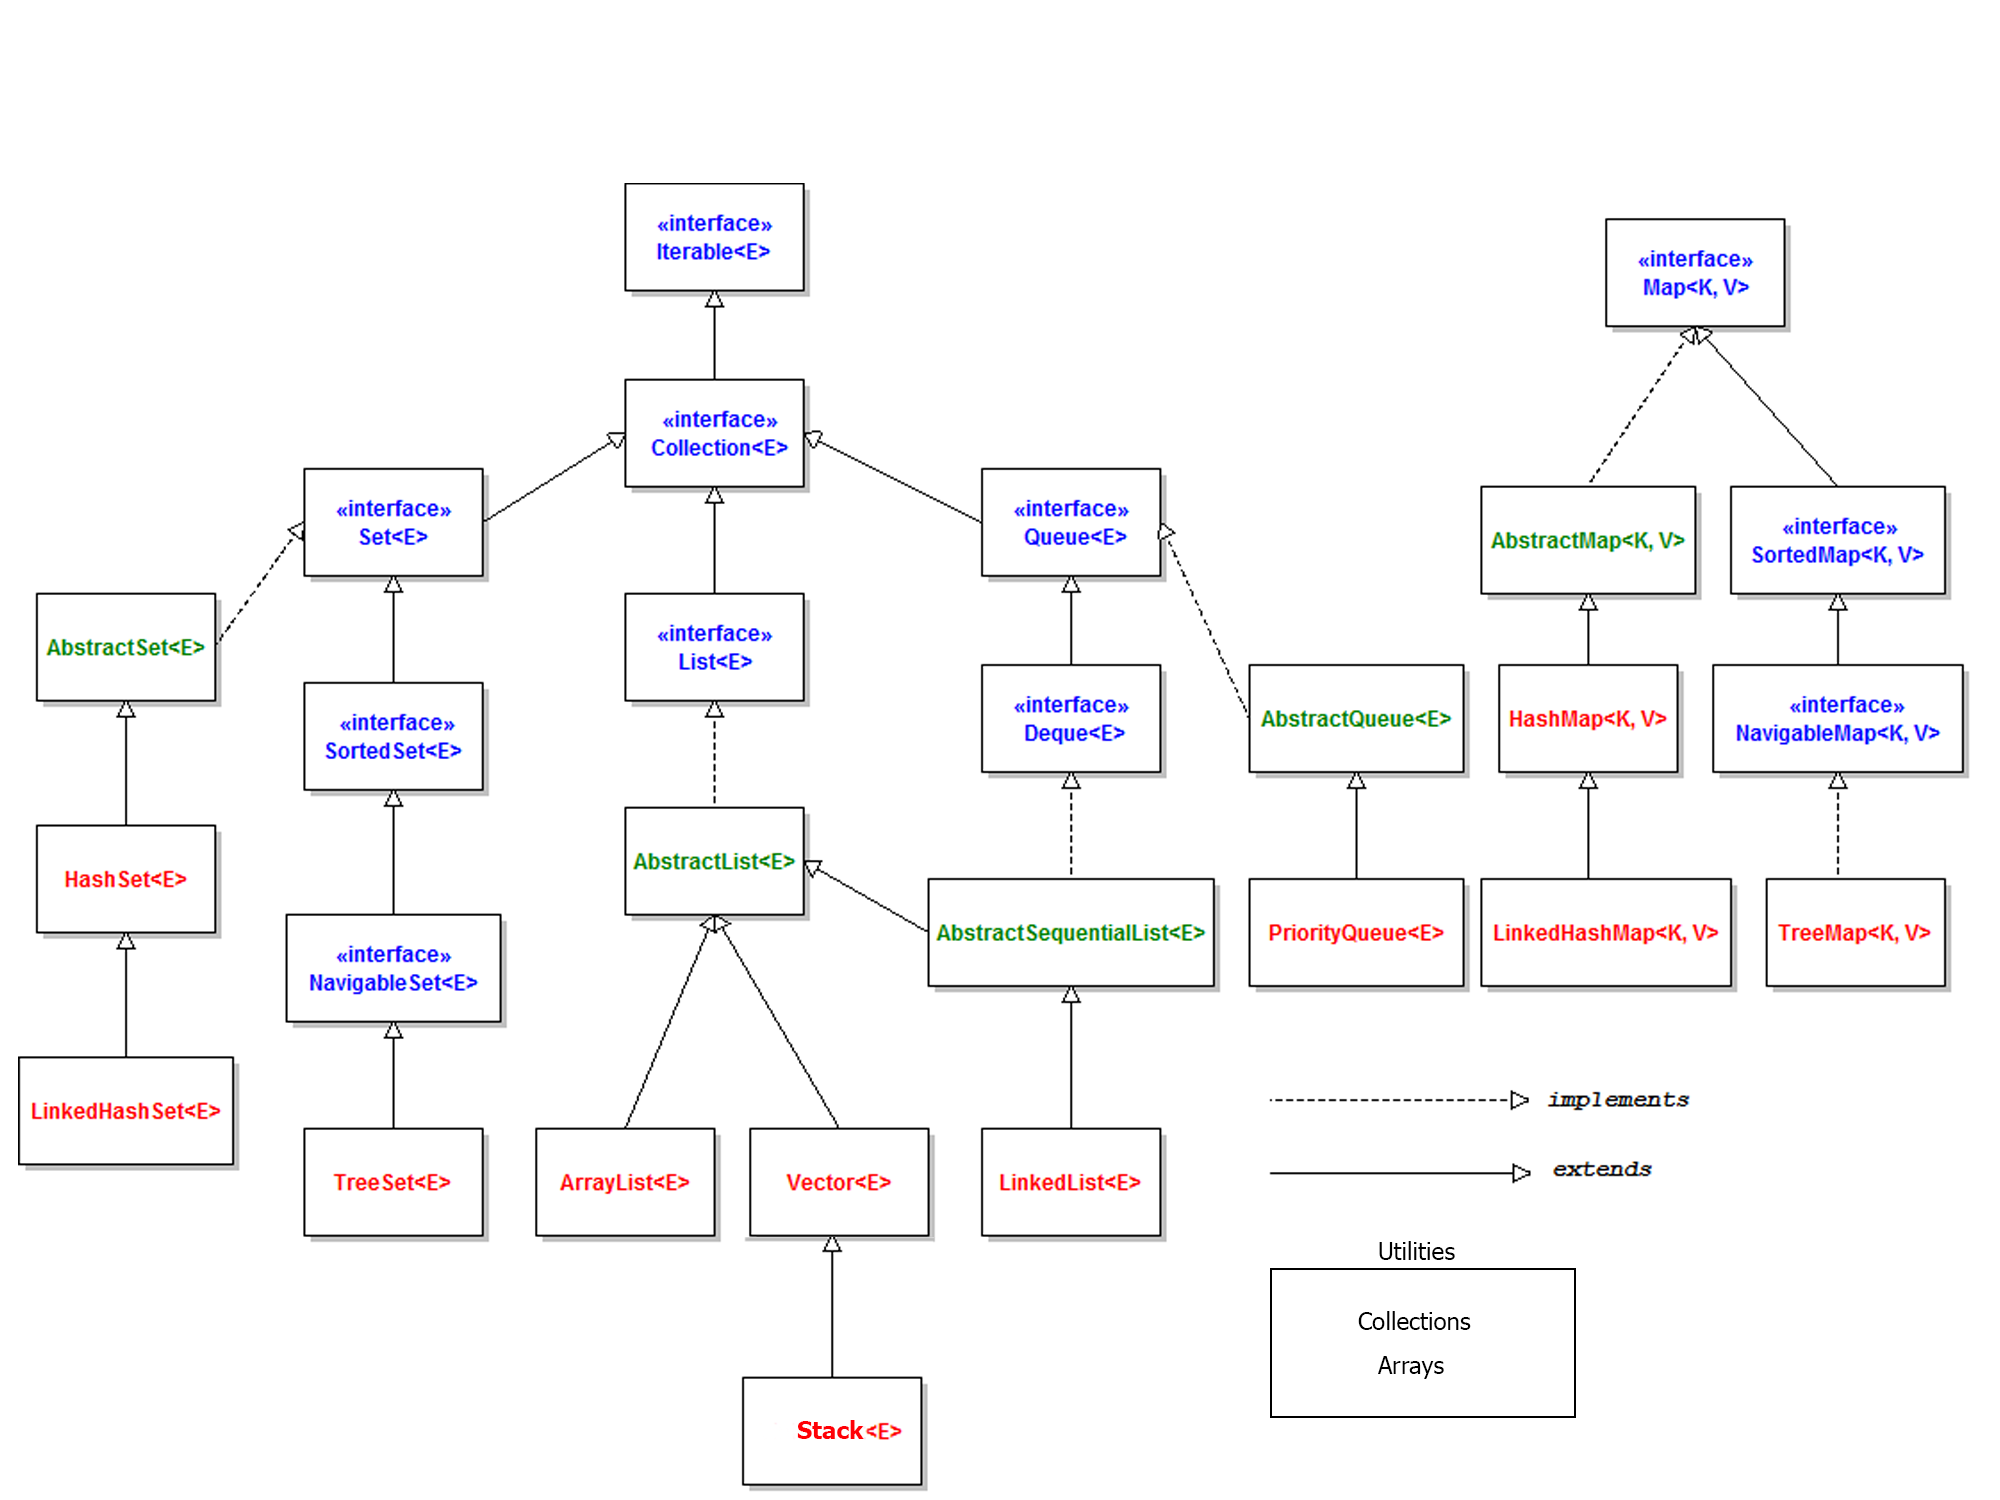 «interface»
Iterable<E>
«interface»
Map<K, V>
«interface»
Collection<E>
«interface»
Set<E>
«interface»
Queue<E>
AbstractMap<K, V>
«interface»
SortedMap<K, V>
AbstractSet<E>
«interface»
List<E>
«interface»
SortedSet<E>
«interface»
Deque<E>
AbstractQueue<E>
HashMap<K, V>
«interface»
NavigableMap<K, V>
HashSet<E>
AbstractList<E>
«interface»
NavigableSet<E>
AbstractSequentialList<E>
PriorityQueue<E>
LinkedHashMap<K, V>
TreeMap<K, V>
LinkedHashSet<E>
implements
extends
TreeSet<E>
ArrayList<E>
Vector<E>
LinkedList<E>
Utilities
Collections
Arrays
Stack<E>